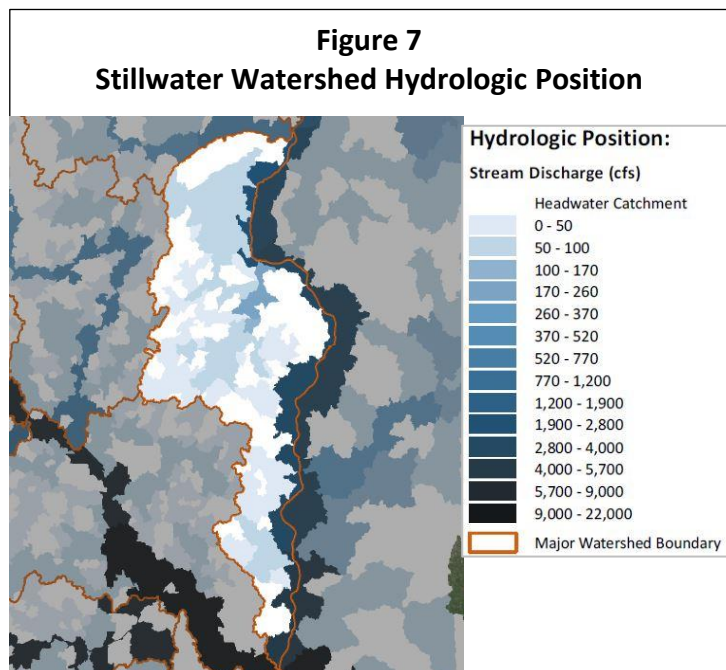 Figure 7
Stillwater Watershed Hydrologic Position
Hydrologic Position:
Stream Discharge (cfs)
Headwater Catchment
0 - 50
50 - 100
100 - 170
170 - 260
260 - 370
370 - 520
520 - 770
770 - 1,200
1,200 - 1,900
1,900 - 2,800
2,800 - 4,000
4,000 - 5,700
5,700 - 9,000
9,000 - 22,000
Major Watershed Boundary